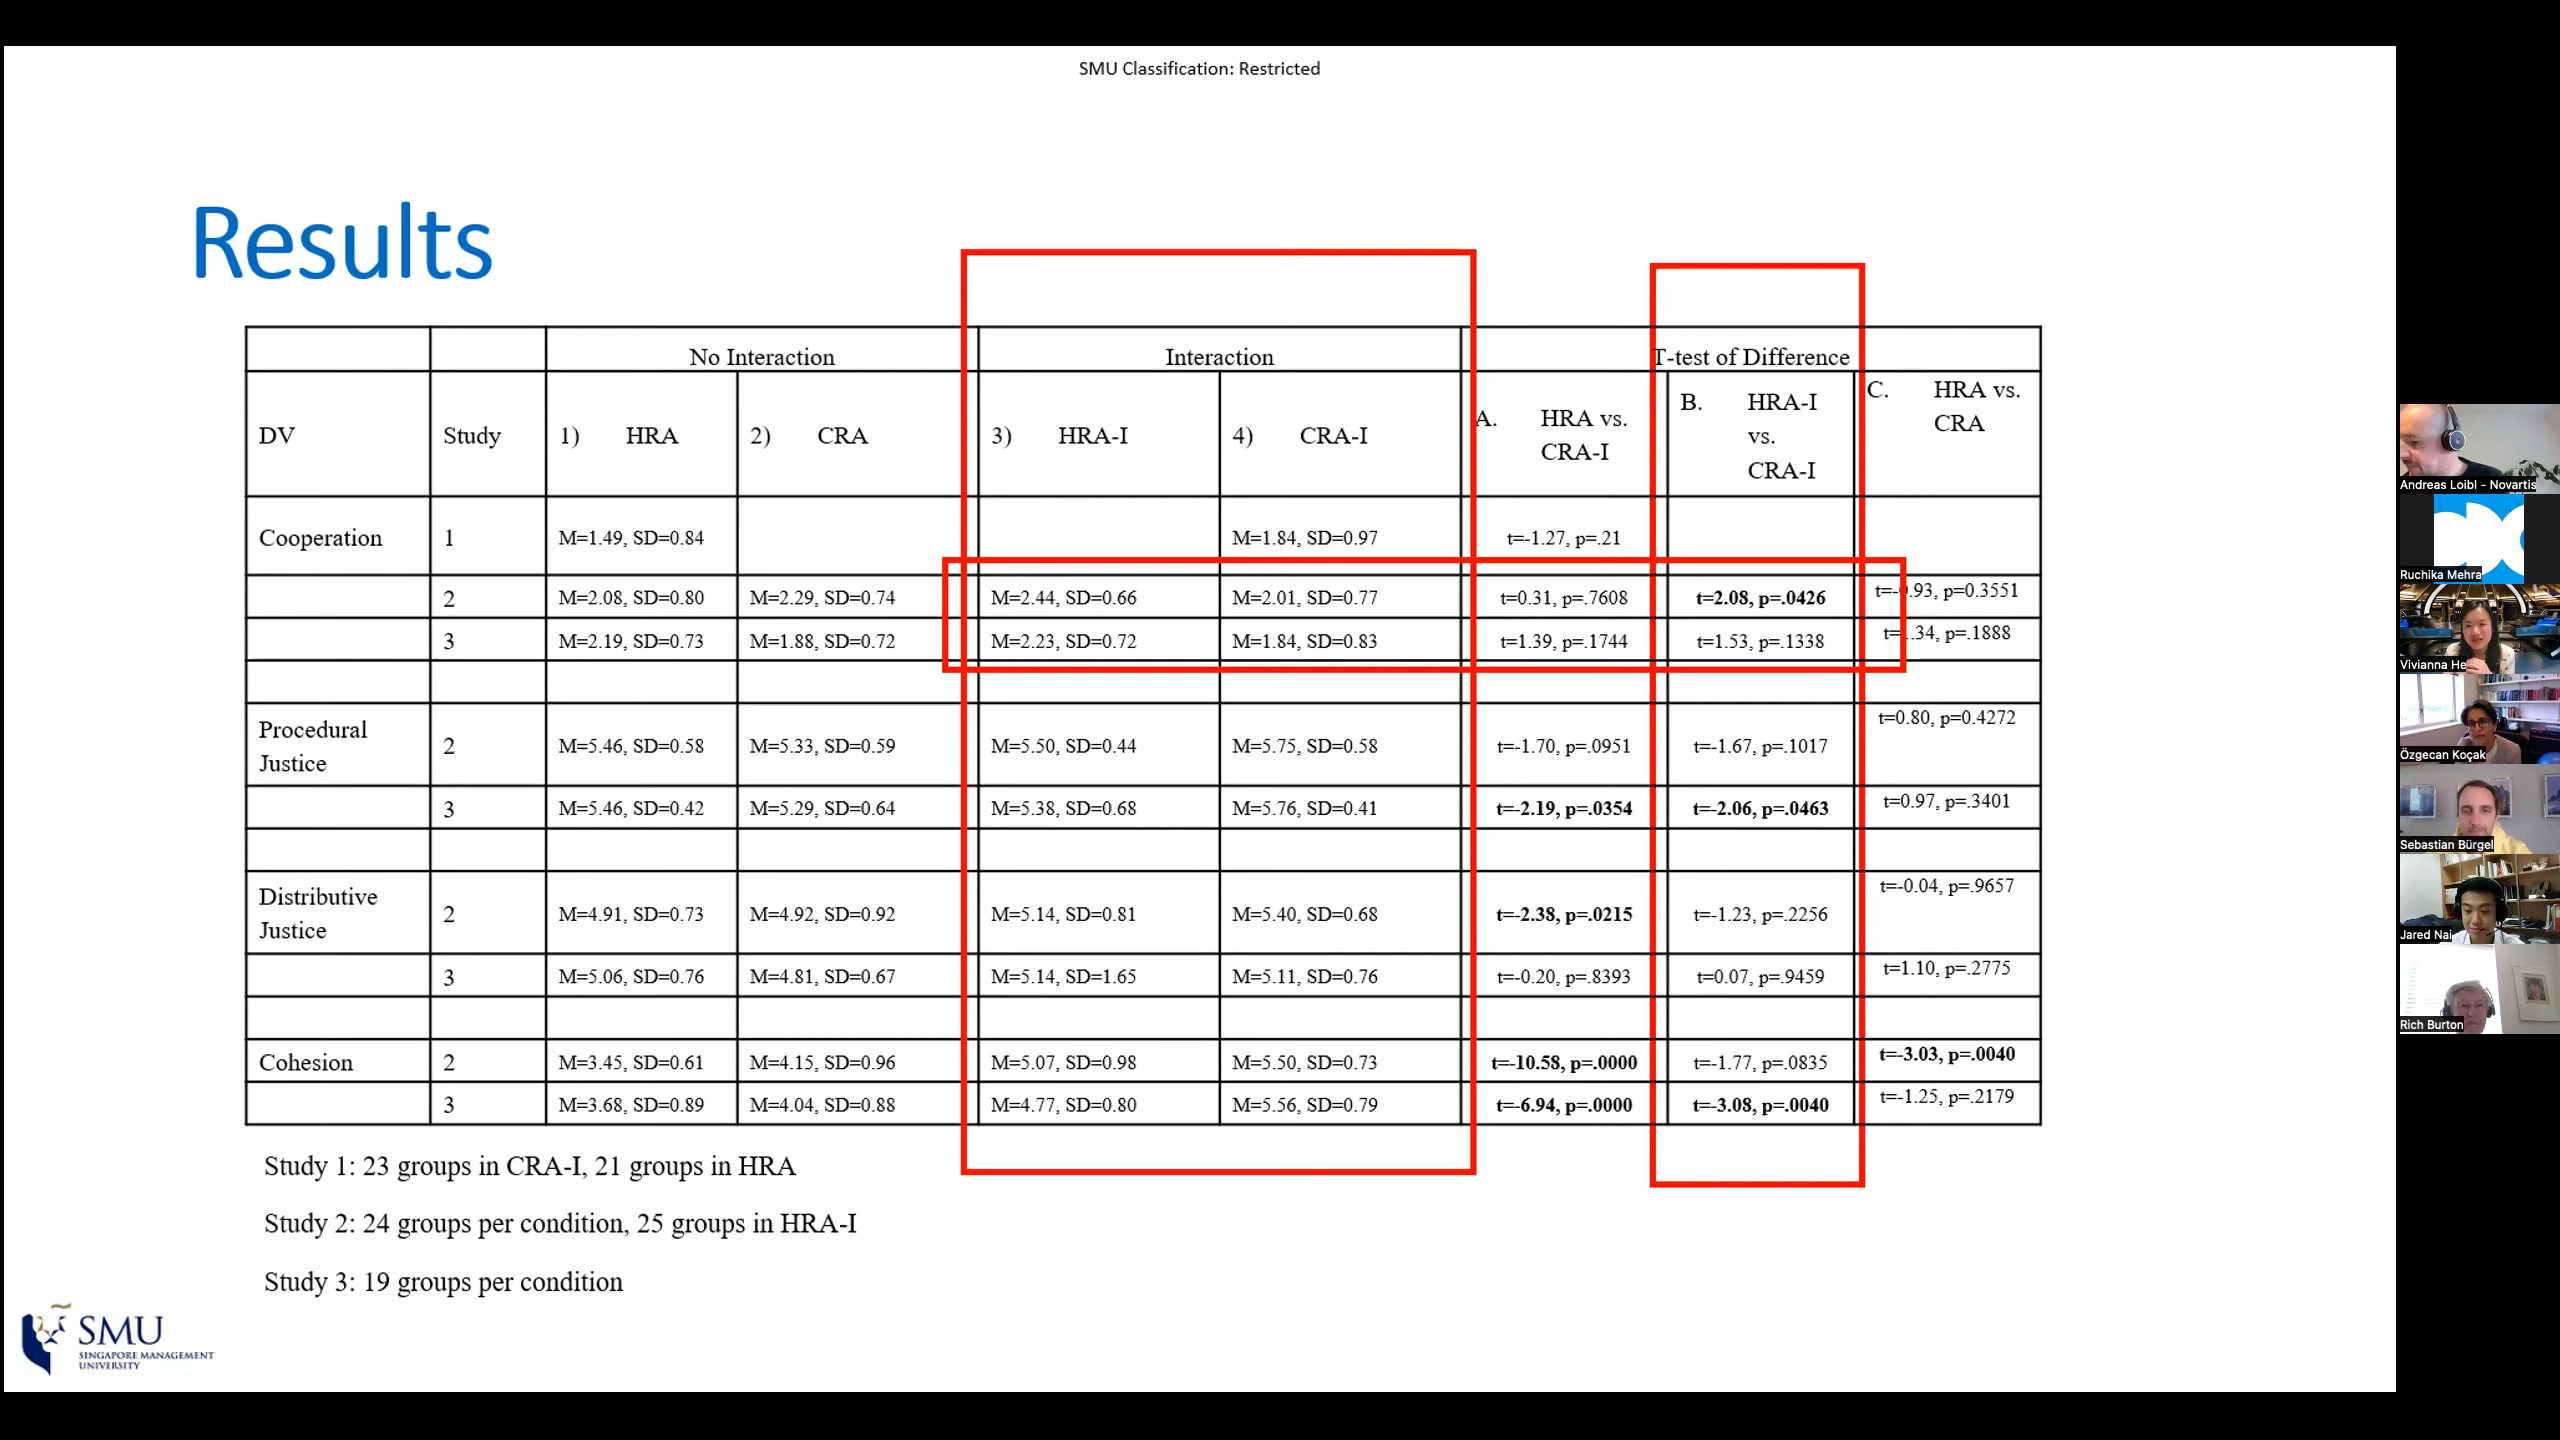 SMU Classification: Restricted
Results
No Interaction Interaction T-test of Difference
DV Study 1) HRA 2) CRA 3) HRA-I 4) CRA-I A. HRA vs. CRA-I B. HRA-I vs. CRA-I C. HRA vs. CRA
Cooperation 1 M=1.49, SD=0.84 M=1.84, SD=0.97 t=-1.27, p=.21
2 M=2.08, SD=0.80 M=2.29, SD=0.74 M=2.44, SD=0.66 M=2.01, SD=0.77 t=0.31, p=.7608 t=2.08, p=.0426 t=-0.93, p=0.3551
3 M=2.19, SD=0.73 M=1.88, SD=0.72 M=2.23, SD=0.72 M=1.84, SD=0.83 t=1.39, p=.1744 t=1.53, p=.1338 p=.1888
Procedural Justice 2 M=5.46, SD=0.58 M=5.33, SD=0.59 M=5.50, SD=0.44 M=5.75, SD=0.58 t=-1.70, p=.0951 t=-1.67, p=.1017 t=0.80, p=0.4272
3 M=5.46, SD=0.42 M=5.29, SD=0.64 M=5.38, SD=0.68 M=5.76, SD=0.41 t=-2.19, p=.0354 t=-2.06, p=.0463 t=0.97, p=.3401
Distributive Justice 2 M=4.91, SD=0.73 M=4.92, SD=0.92 M=5.14, SD=0.81 M=5.40, SD=0.68 t=-2.38, p=.0215 t=-1.23, p=.2256 t=-0.04, p=.9657
3 M=5.06, SD=0.76 M=4.81, SD=0.67 M=5.14, SD=1.65 M=5.11, SD=0.76 t=-0.20, p=.8393 t=0.07, p=.9459 t=1.10, p=.2775
Cohesion 2 M=3.45, SD=0.61 M=4.15, SD=0.96 M=5.07, SD=0.98 M=5.50, SD=0.73 t=-10.58, p=.0000 t=-1.77, p=.0835 t=-3.03, p=.0040
3 M=3.68, SD=0.89 M=4.04, SD=0.88 M=4.77, SD=0.80 M=5.56, SD=0.79 t=-6.94, p=.0000 t=-3.08, p=.0040 t=-1.25, p=.2179
Study 1: 23 groups in CRA-I, 21 groups in HRA
Study 2: 24 groups per condition, 25 groups in HRA-I
Study 3: 19 groups per condition
SMU
SINGAPORE MANAGEMENT
UNIVERSITY
Andreas Loibl - Novartis
Ruchika Mehra
Vivianna He
Özgecan Koçak
Sebastian Bürgel
Jared Nai
Rich Burton